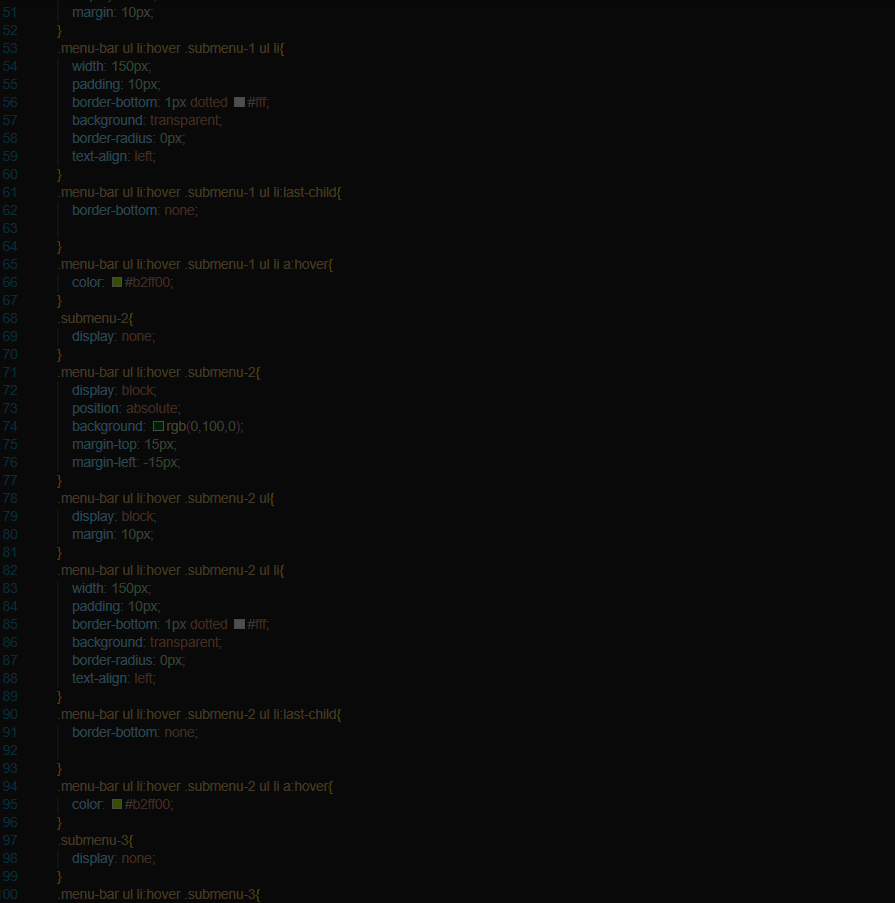 51 margin: 10px;
52 }
53 .menu-bar ul li:hover .submenu-1 ul li{
54 width: 150px;
55 padding: 10px;
56 border-bottom: 1px dotted #fff;
57 background: transparent;
58 border-radius: 0px;
59 text-align: left;
60 }
61 .menu-bar ul li:hover .submenu-1 ul li:last-child{
62 border-bottom: none;
63
64 }
65 .menu-bar ul li:hover .submenu-1 ul li a:hover{
66 color: #b2ff00;
67 }
68 .submenu-2{
69 display: none;
70 }
71 .menu-bar ul li:hover .submenu-2{
72 display: block;
73 position: absolute;
74 background: rgb(0,100,0);
75 margin-top: 15px;
76 margin-left: -15px;
77 }
78 .menu-bar ul li:hover .submenu-2 ul{
79 display: block;
80 margin: 10px;
81 }
82 .menu-bar ul li:hover .submenu-2 ul li{
83 width: 150px;
84 padding: 10px;
85 border-bottom: 1px dotted #fff;
86 background: transparent;
87 border-radius: 0px;
88 text-align: left;
89 }
90 .menu-bar ul li:hover .submenu-2 ul li:last-child{
91 border-bottom: none;
92
93 }
94 .menu-bar ul li:hover .submenu-2 ul li a:hover{
95 color: #b2ff00;
96 }
97 .submenu-3{
98 display: none;
99 }
100 .menu-bar ul li:hover .submenu-3{